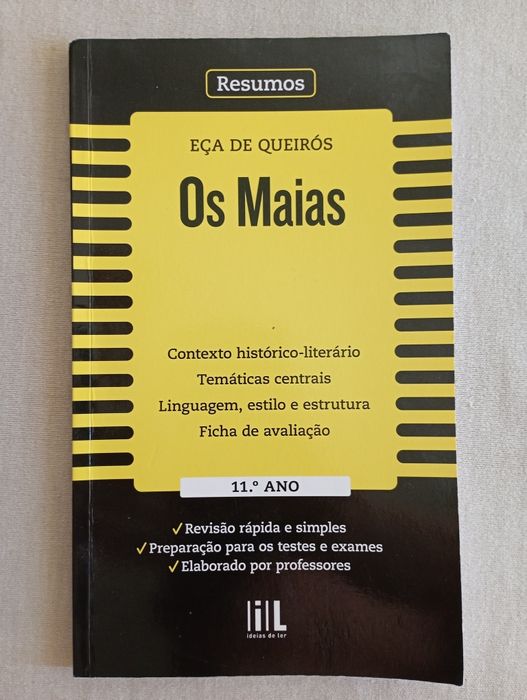 Resumos
EÇA DE QUEIRÓS
Os Maias
Contexto histórico-literário
Temáticas centrais
Linguagem, estilo e estrutura
Ficha de avaliação
11.º ANO
✓Revisão rápida e simples
✓Preparação para os testes e exames
✓Elaborado por professores
|i|L
ideias de ler